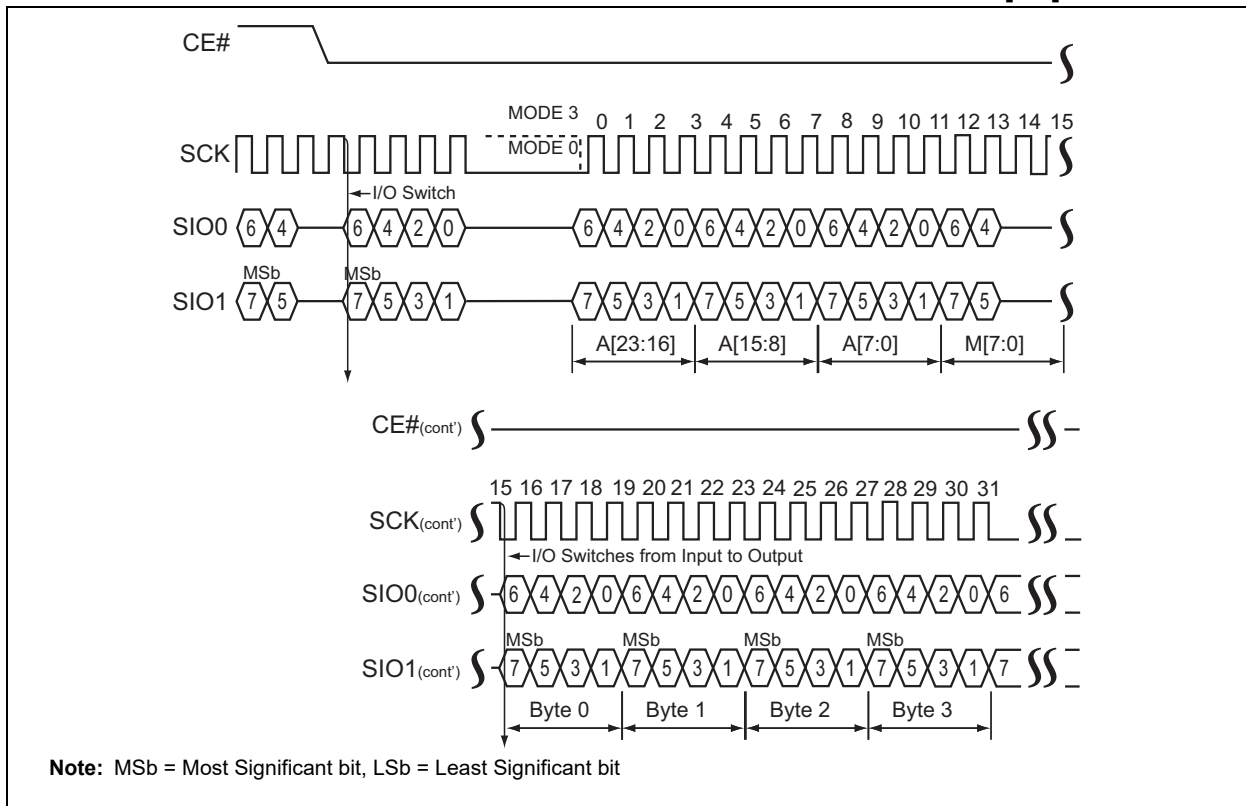 CE#
MODE 3
0 1 2 3 4 5 6 7 8 9 10 11 12 13 14 15
SCK
MODE 0
I/O Switch
SIO0 6 4 6 4 2 0 6 4 2 0 6 4 2 0 6 4 2 0 6 4
MSb MSb
SIO1 7 5 7 5 3 1 7 5 3 1 7 5 3 1 7 5 3 1 7 5
A[23:16] A[15:8] A[7:0] M[7:0]
CE#(cont')
15 16 17 18 19 20 21 22 23 24 25 26 27 28 29 30 31
SCK(cont')
I/O Switches from Input to Output
SIO0(cont') 6 4 2 0 6 4 2 0 6 4 2 0 6 4 2 0 6
MSb MSb MSb MSb
SIO1(cont') 7 5 3 1 7 5 3 1 7 5 3 1 7 5 3 1 7
Byte 0 Byte 1 Byte 2 Byte 3
Note: MSb = Most Significant bit, LSb = Least Significant bit